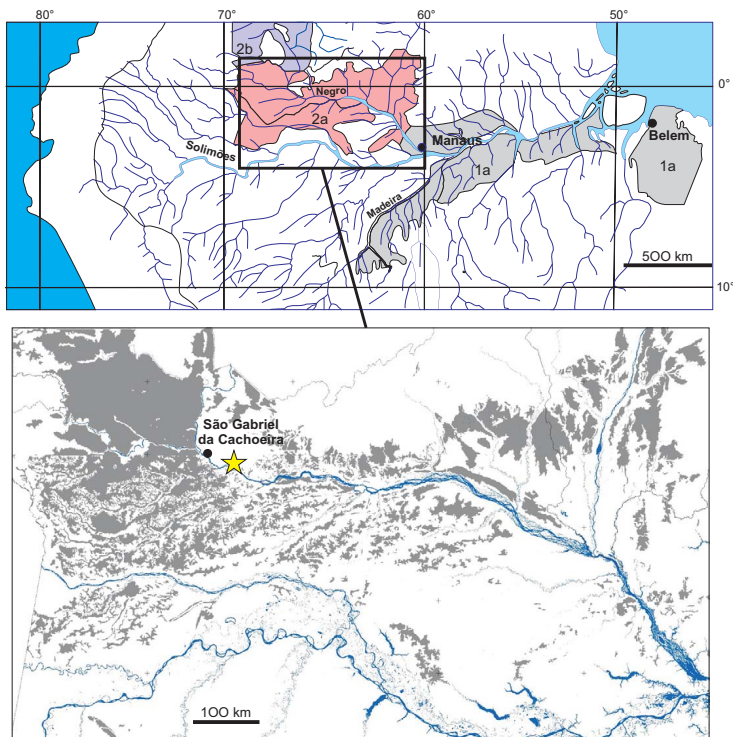 80°
70°
60°
50°
2b
0°
Negro
2a
Manaus
Belem
Solimões
1a
1a
Madeira
500 km
10°
São Gabriel
da Cachoeira
100 km